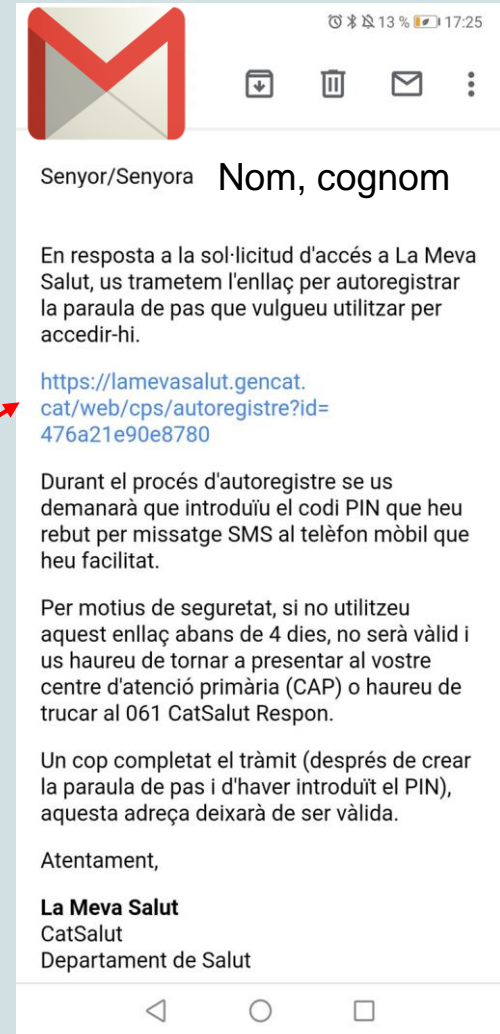 13 % 17:25
Senyor/Senyora Nom, cognom
En resposta a la sol·licitud d'accés a La Meva
Salut, us trametem l'enllaç per autoregistrar
la paraula de pas que vulgueu utilitzar per
accedir-hi.
https://lamevasalut.gencat.
cat/web/cps/autoregistre?id=
476a21e90e8780
Durant el procés d'autoregistre se us
demanarà que introduïu el codi PIN que heu
rebut per missatge SMS al telèfon mòbil que
heu facilitat.
Per motius de seguretat, si no utilitzeu
aquest enllaç abans de 4 dies, no serà vàlid i
us haureu de tornar a presentar al vostre
centre d'atenció primària (CAP) o haureu de
trucar al 061 CatSalut Respon.
Un cop completat el tràmit (després de crear
la paraula de pas i d'haver introduït el PIN),
aquesta adreça deixarà de ser vàlida.
Atentament,
La Meva Salut
CatSalut
Departament de Salut